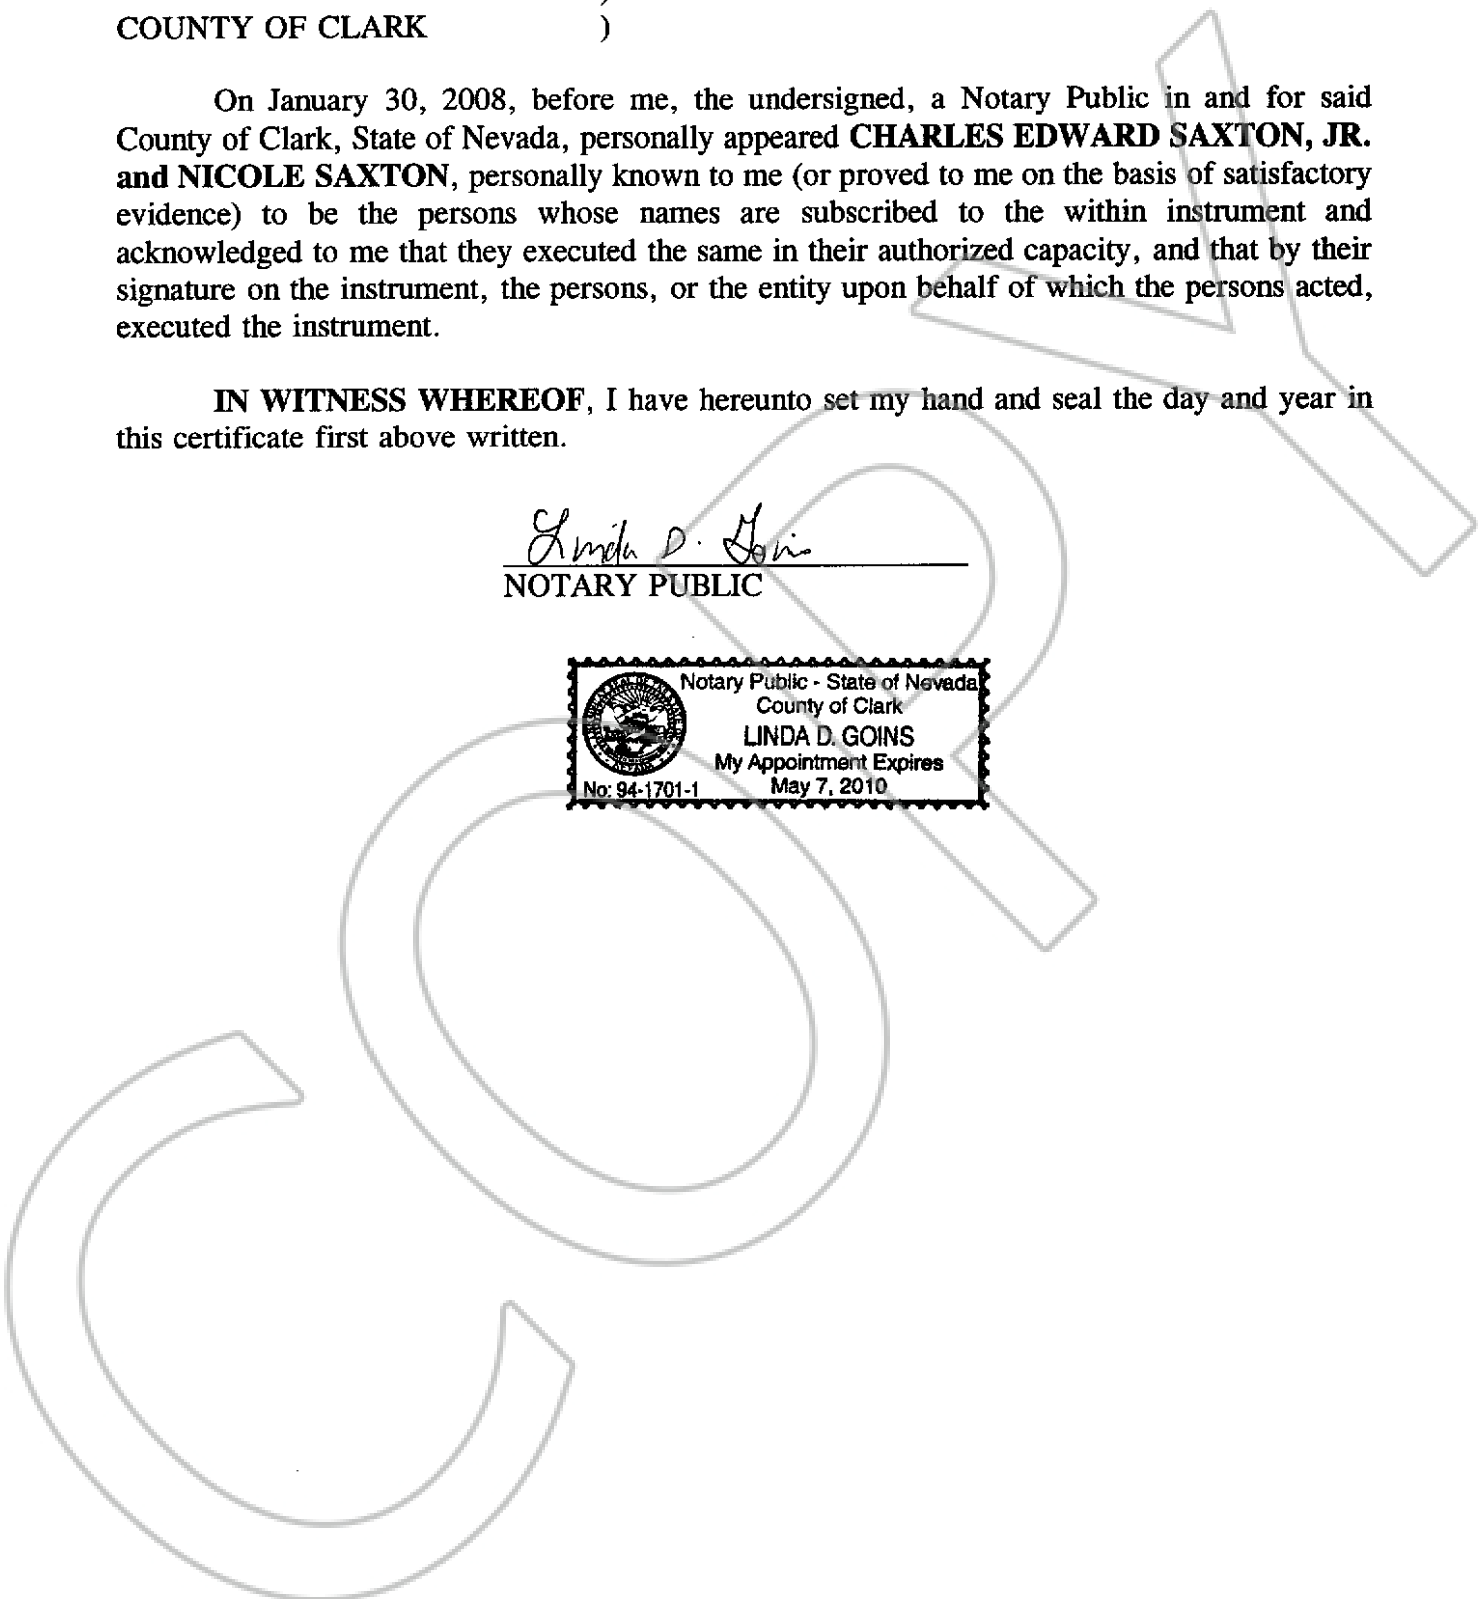 COUNTY OF CLARK )
On January 30, 2008, before me, the undersigned, a Notary Public in and for said
County of Clark, State of Nevada, personally appeared CHARLES EDWARD SAXTON, JR.
and NICOLE SAXTON, personally known to me (or proved to me on the basis of satisfactory
evidence) to be the persons whose names are subscribed to the within instrument and
acknowledged to me that they executed the same in their authorized capacity, and that by their
signature on the instrument, the persons, or the entity upon behalf of which the persons acted,
executed the instrument.
IN WITNESS WHEREOF, I have hereunto set my hand and seal the day and year in
this certificate first above written.
Linda D. Goins
NOTARY PUBLIC
Notary Public - State of Nevada
County of Clark
LINDA D. GOINS
My Appointment Expires
No: 94-1701-1 May 7, 2010
COPY